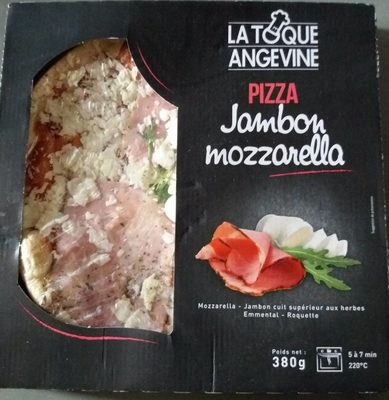 LA TOQUE
ANGEVINE
PIZZA
Jambon
mozzarella
Mozzarella - Jambon cuit supérieur aux herbes
Emmental - Roquette
Poids net :
380g
5 à 7 min
220°C